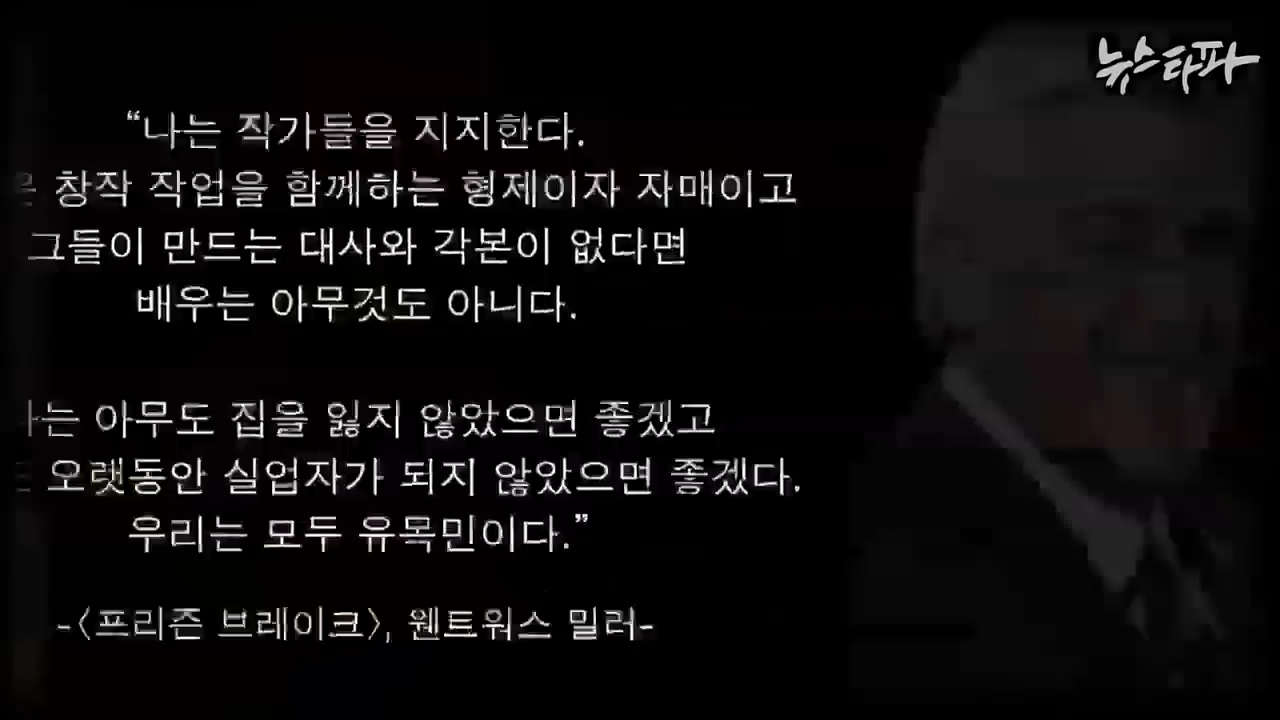 뉴스타파
“나는 작가들을 지지한다.
창작 작업을 함께하는 형제이자 자매이고
그들이 만드는 대사와 각본이 없다면
배우는 아무것도 아니다.
아무도 집을 잃지 않았으면 좋겠고
오랫동안 실업자가 되지 않았으면 좋겠다.
우리는 모두 유목민이다.”
-<프리즌 브레이크>, 웬트워스 밀러-